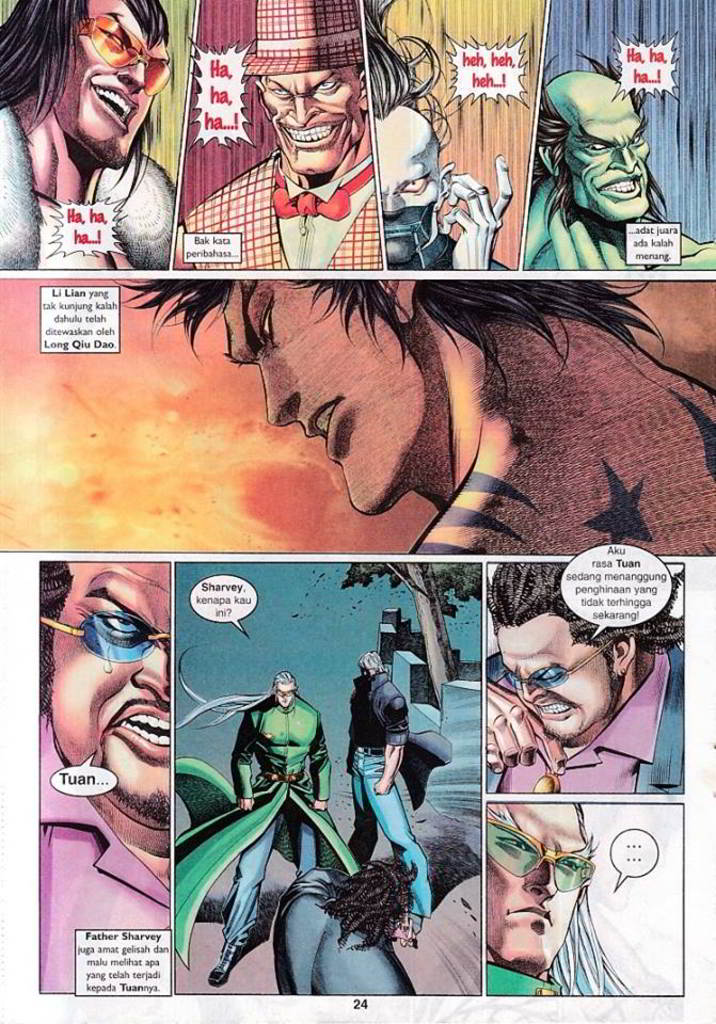 Ha, ha,
ha...!
Ha,
ha,
ha...!
Bak kata
peribahasa...
heh, heh,
heh...!
Ha, ha,
ha...!
...adat juara
ada kalah
menang.
Li Lian yang
tak kunjung kalah
dahulu telah
ditewaskan oleh
Long Qiu Dao.
Tuan...
Father Sharvey
juga amat gelisah dan
malu melihat apa
yang telah terjadi
kepada Tuannya.
Sharvey,
kenapa kau
ini?
Aku
rasa Tuan
sedang menanggung
penghinaan yang
tidak terhingga
sekarang!
...
...
24